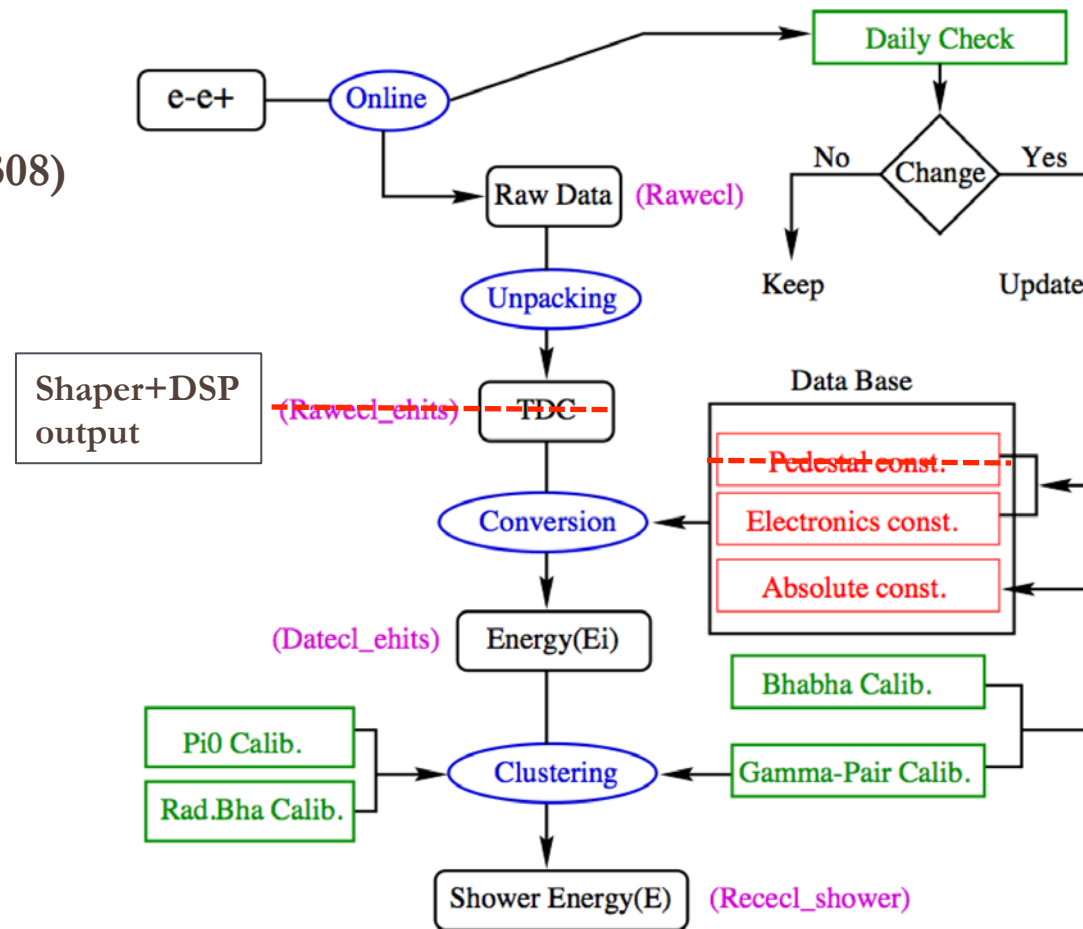 Daily Check
e-e+
Online
308)
No
Change
Yes
Raw Data
(Rawecl)
Keep
Update
Unpacking
Shaper+DSP
output
(Rawecl_ehits)
TDC
Data Base
Pedestal const.
Conversion
Electronics const.
Absolute const.
(Datecl_ehits)
Energy(Ei)
Bhabha Calib.
Pi0 Calib.
Clustering
Gamma-Pair Calib.
Rad.Bha Calib.
Shower Energy(E)
(Rececl_shower)